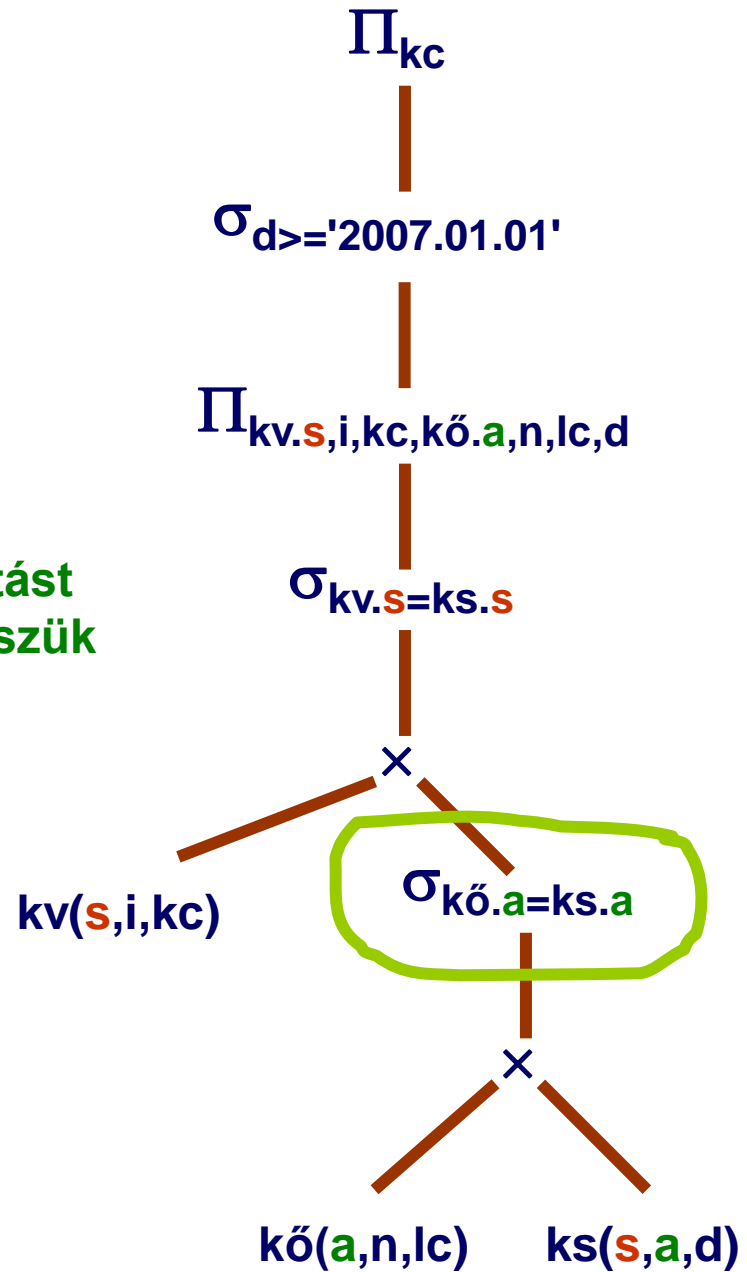 Πkc
σd>='2007.01.01'
Πkv.s,i,kc,kő.a,n,lc,d
σkv.s=ks.s
×
kv(s,i,kc)
σkő.a=ks.a
×
kő(a,n,lc) ks(s,a,d)